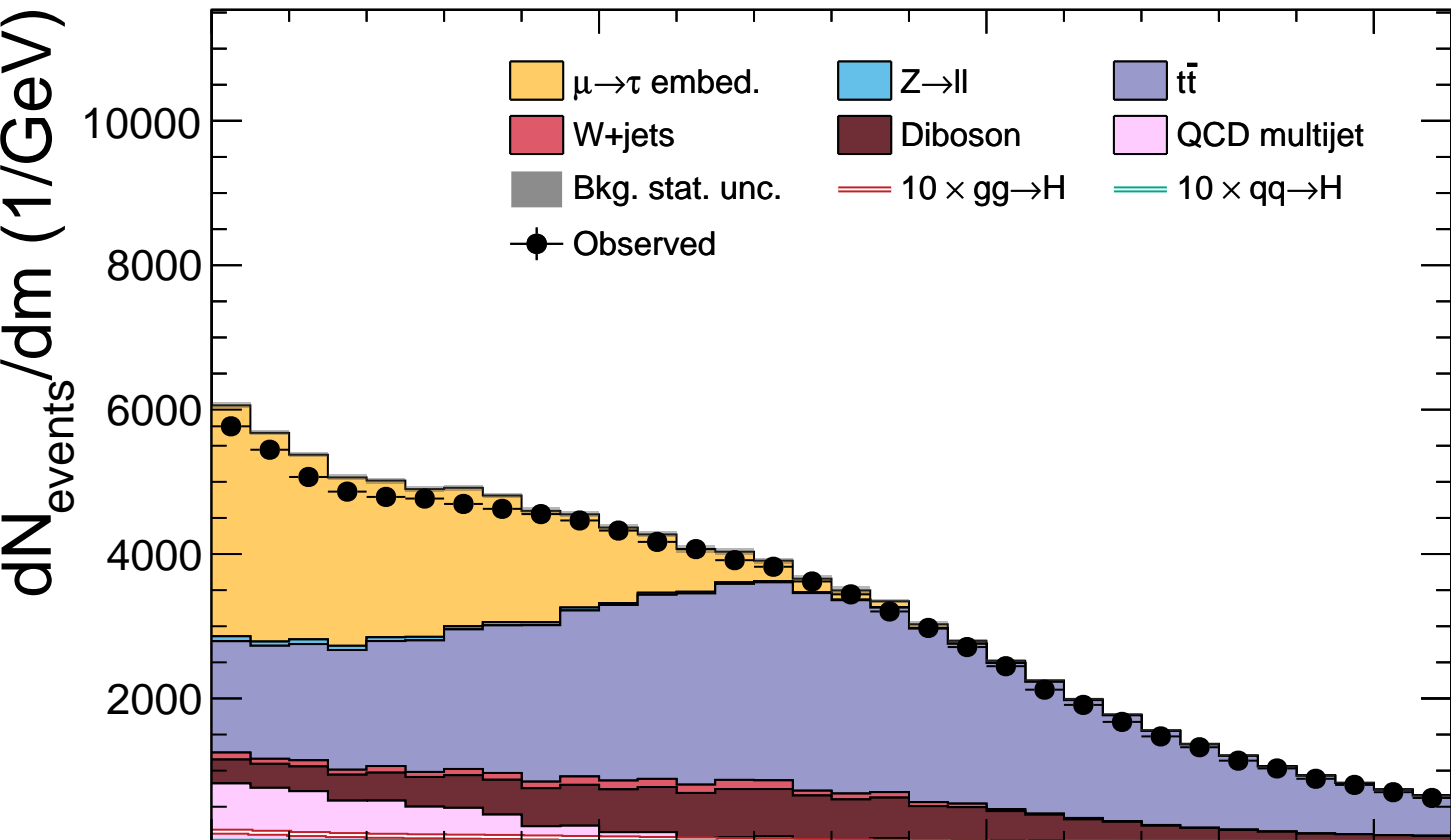 dN_events/dm (1/GeV)
10000
8000
6000
4000
2000
μ→τ embed. Z→ll tt̄
W+jets Diboson QCD multijet
Bkg. stat. unc. 10 × gg→H 10 × qq→H
Observed